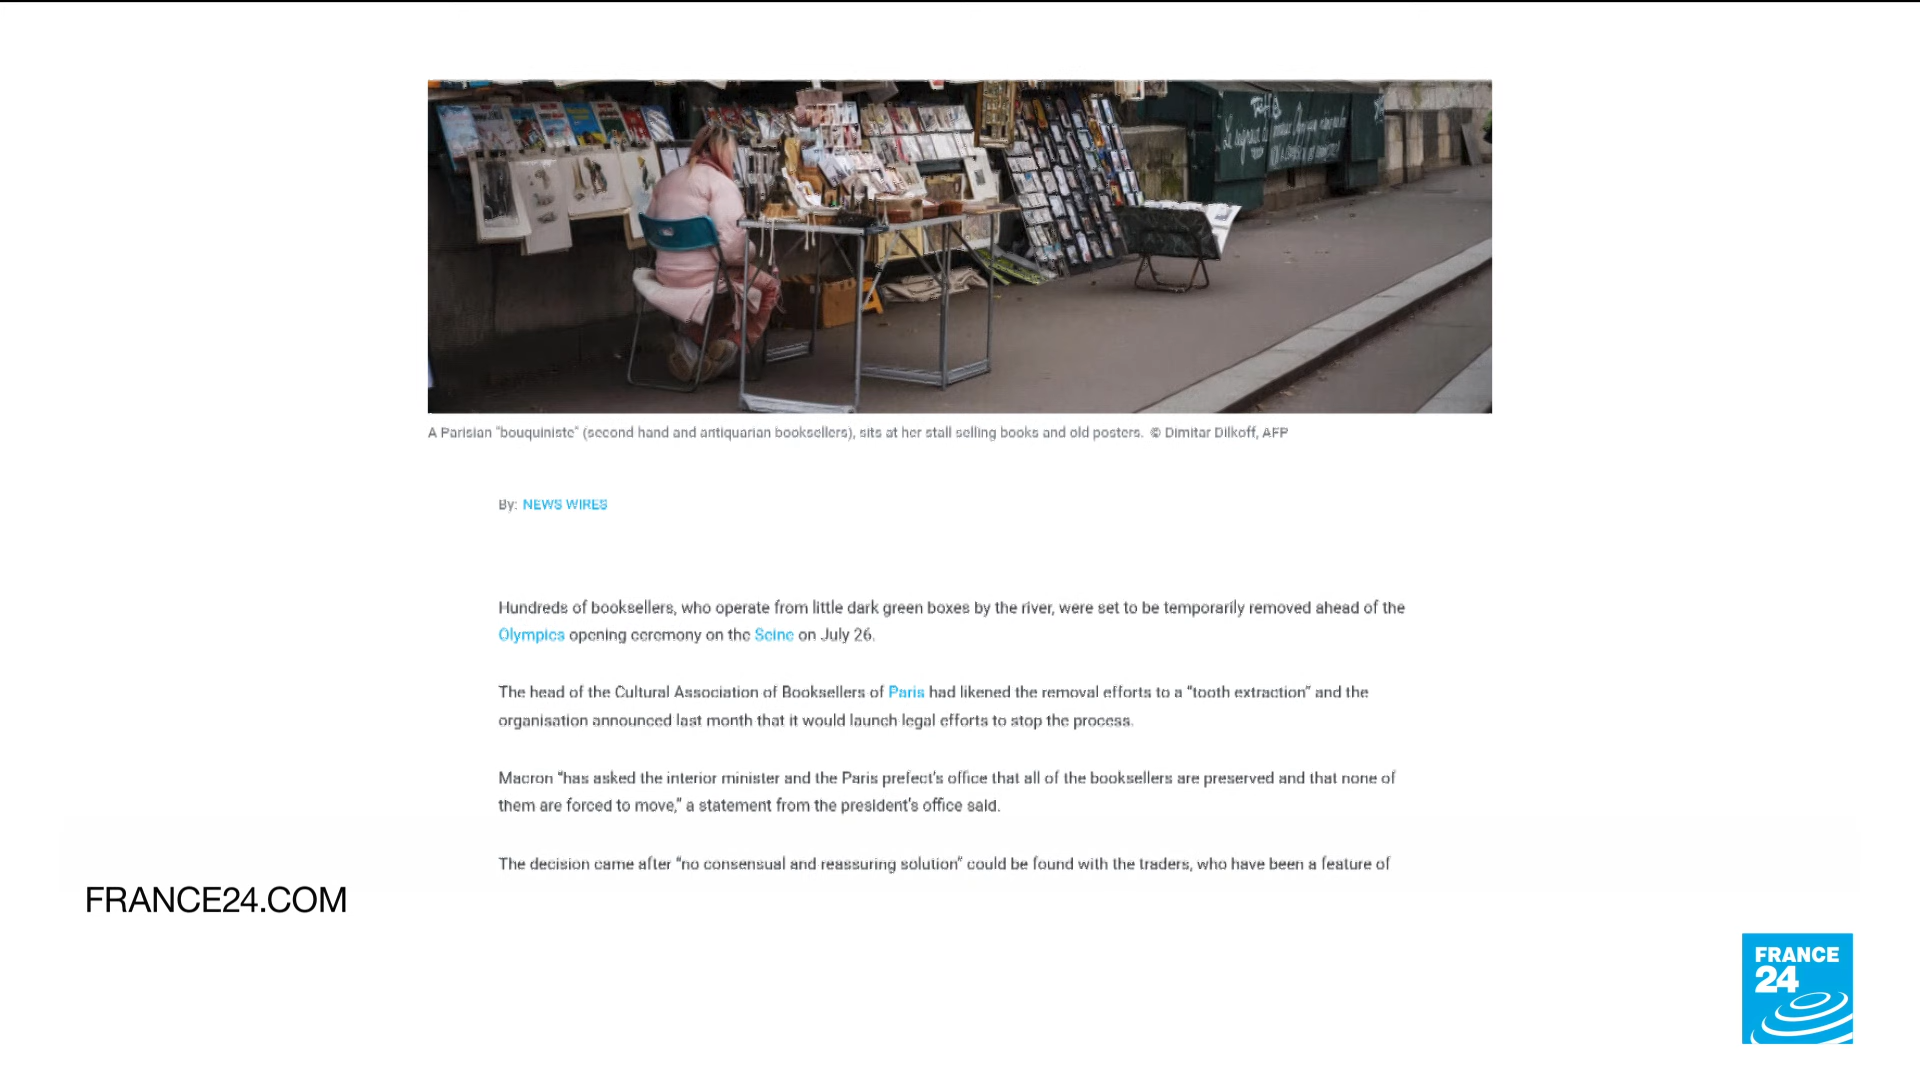 A Parisian "bouquiniste" (second hand and antiquarian booksellers), sits at her stall selling books and old posters. © Dimitar Dilkoff, AFP
By: NEWS WIRES
Hundreds of booksellers, who operate from little dark green boxes by the river, were set to be temporarily removed ahead of the
Olympics opening ceremony on the Seine on July 26.
The head of the Cultural Association of Booksellers of Paris had likened the removal efforts to a “tooth extraction” and the
organisation announced last month that it would launch legal efforts to stop the process.
Macron “has asked the interior minister and the Paris prefect's office that all of the booksellers are preserved and that none of
them are forced to move,” a statement from the president's office said.
The decision came after “no consensual and reassuring solution” could be found with the traders, who have been a feature of
FRANCE24.COM
FRANCE
24